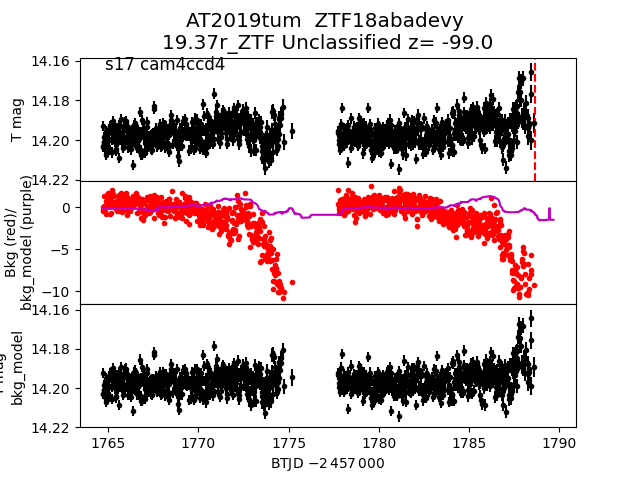 AT2019tum ZTF18abadevy
19.37r_ZTF Unclassified z= -99.0
s17 cam4ccd4
14.16
14.18
14.20
14.22
T mag
0
−5
−10
Bkg (red)/
bkg_model (purple)
14.16
14.18
14.20
14.22
bkg_model
1765
1770
1775
1780
1785
1790
BTJD −2 457 000